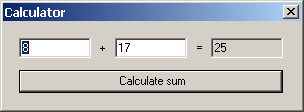 Calculator
8 + 17 = 25
Calculate sum